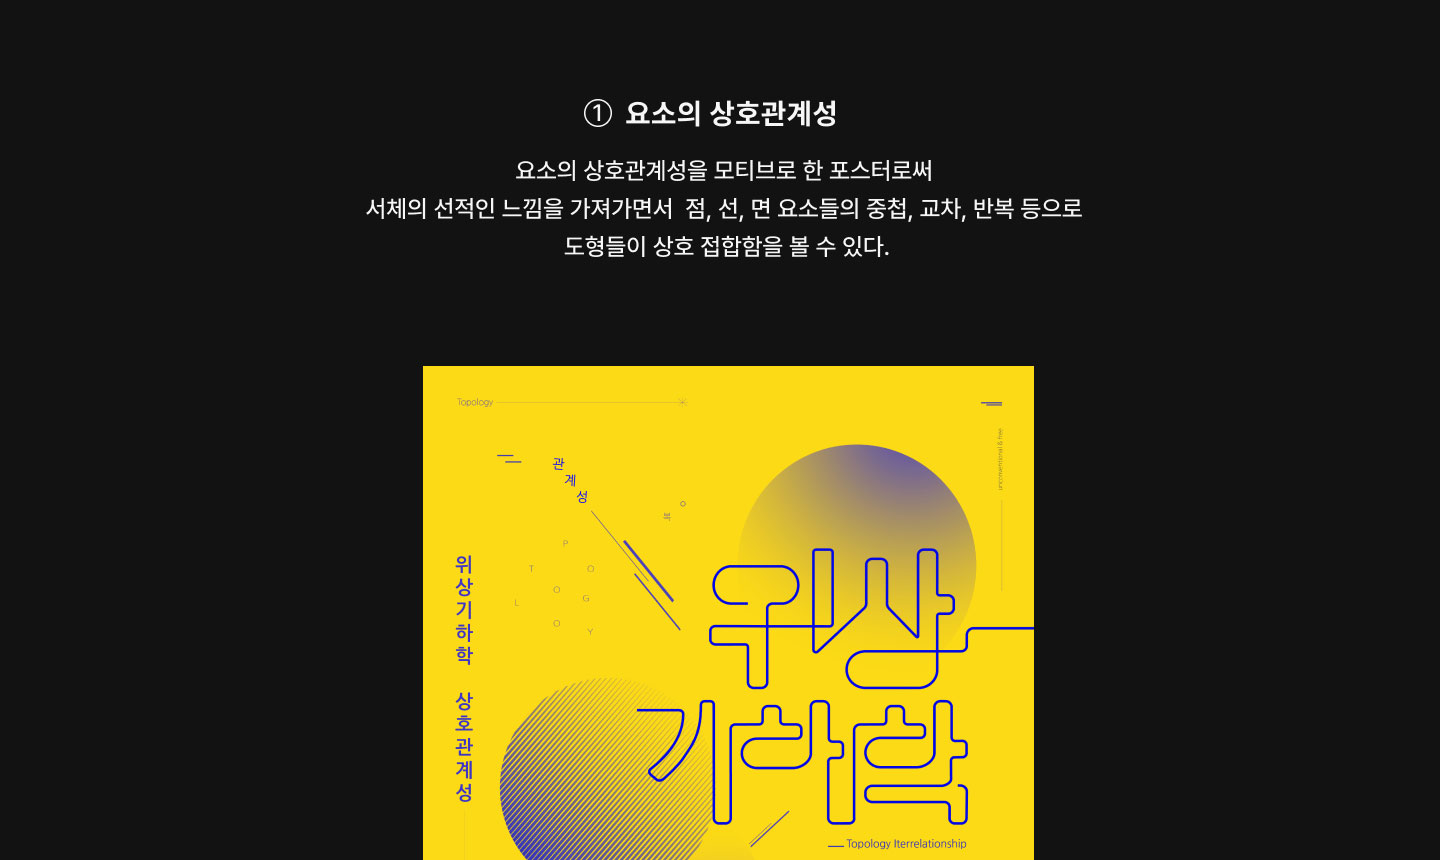 ① 요소의 상호관계성
요소의 상호관계성을 모티브로 한 포스터로써
서체의 선적인 느낌을 가져가면서 점, 선, 면 요소들의 중첩, 교차, 반복 등으로
도형들이 상호 접합함을 볼 수 있다.
Topology
unconventional & free
관
계
성
P
T
O
O
L
G
O
Y
위상기하학 상호관계성
위상
기하학
Topology Iterrelationship